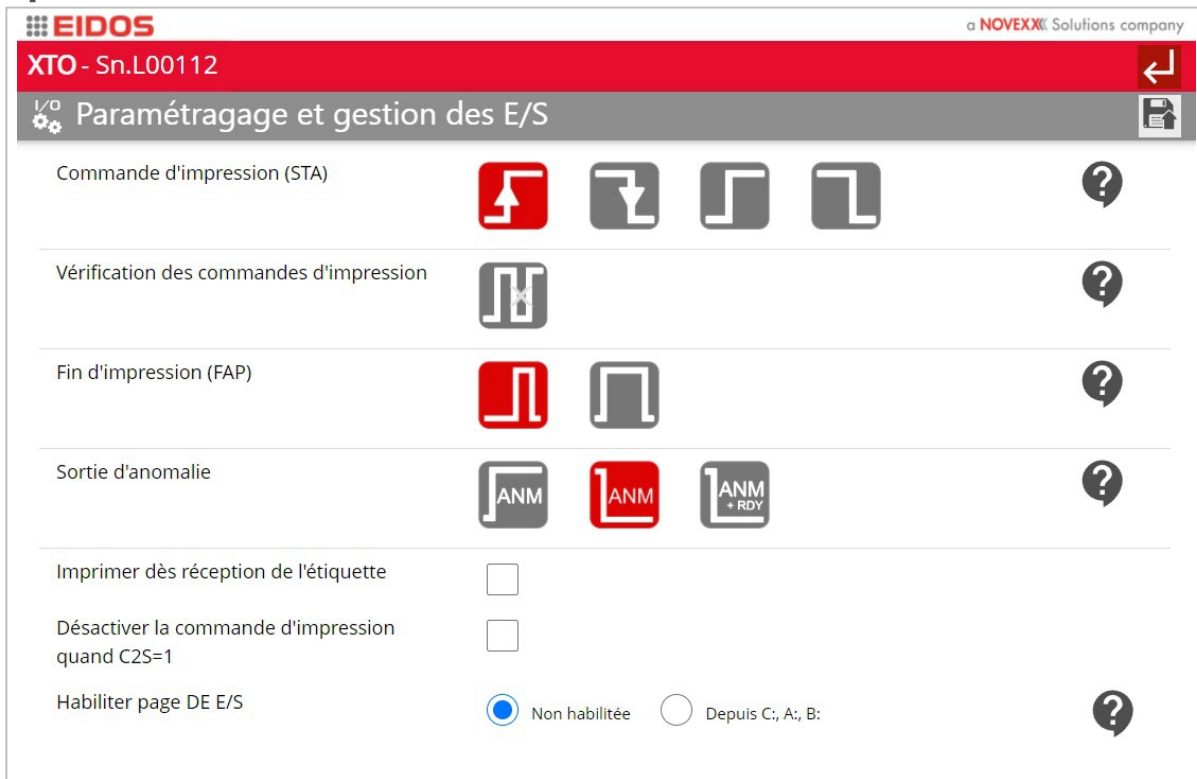 EIDOS
a NOVEXX Solutions company
XTO - Sn.L00112
I/O Paramétragage et gestion des E/S
Commande d'impression (STA)
?
Vérification des commandes d'impression
?
Fin d'impression (FAP)
?
Sortie d'anomalie
ANM
ANM
ANM
+ RDY
?
Imprimer dès réception de l'étiquette
Désactiver la commande d'impression
quand C2S=1
Habiliter page DE E/S
Non habilitée
Depuis C:, A:, B:
?